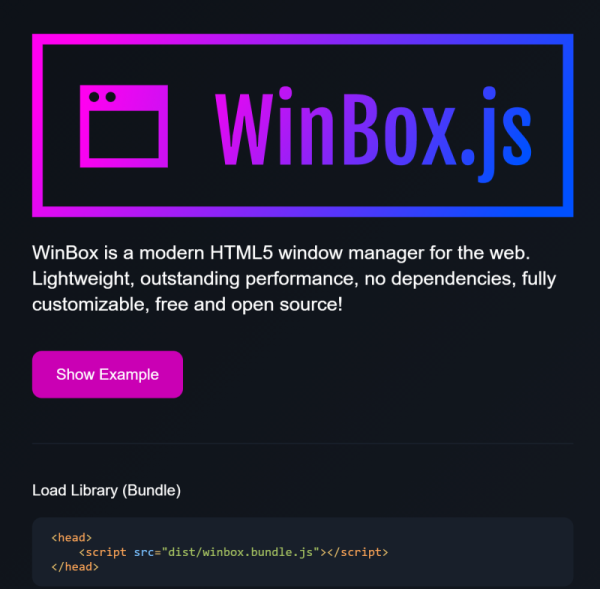 WinBox.js
WinBox is a modern HTML5 window manager for the web.
Lightweight, outstanding performance, no dependencies, fully
customizable, free and open source!
Show Example
Load Library (Bundle)
<head>
    <script src="dist/winbox.bundle.js"></script>
</head>